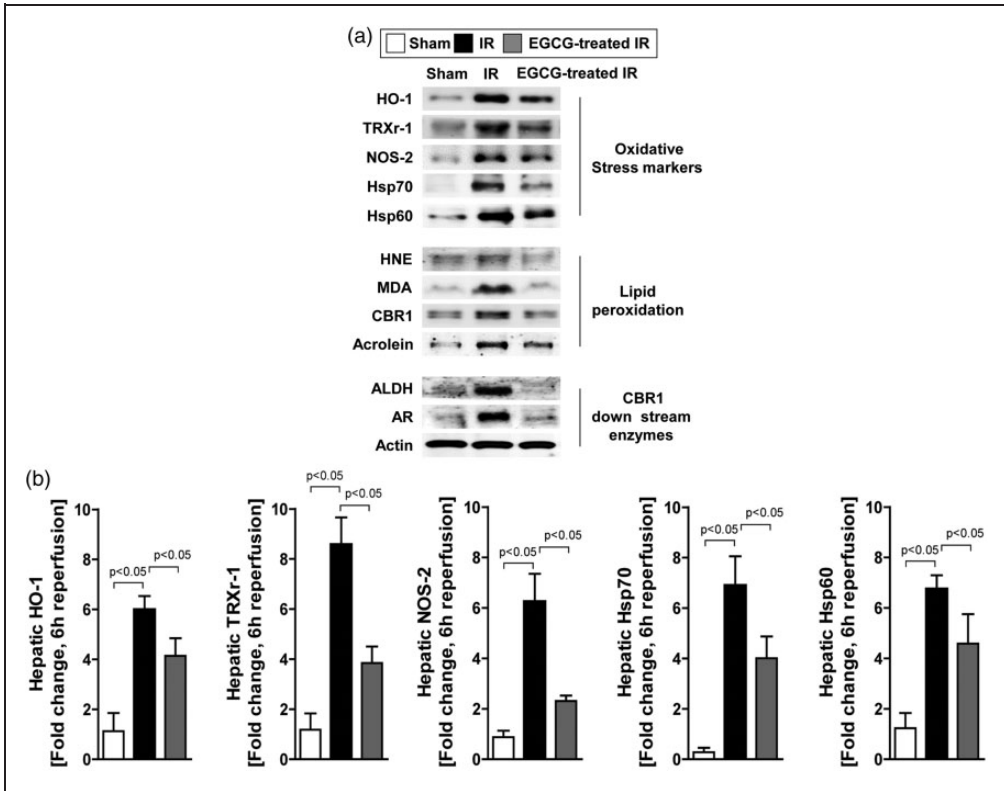 (a)
Sham IR EGCG-treated IR
Sham IR EGCG-treated IR
HO-1
TRXr-1
NOS-2
Hsp70
Hsp60
Oxidative
Stress markers
HNE
MDA
CBR1
Acrolein
Lipid
peroxidation
ALDH
AR
Actin
CBR1
down stream
enzymes
(b)
Hepatic HO-1
[Fold change, 6h reperfusion]
10
8
6
4
2
0
p<0.05
p<0.05
Hepatic TRXr-1
[Fold change, 6h reperfusion]
10
8
6
4
2
0
p<0.05
p<0.05
Hepatic NOS-2
[Fold change, 6h reperfusion]
10
8
6
4
2
0
p<0.05
p<0.05
Hepatic Hsp70
[Fold change, 6h reperfusion]
10
8
6
4
2
0
p<0.05
p<0.05
Hepatic Hsp60
[Fold change, 6h reperfusion]
10
8
6
4
2
0
p<0.05
p<0.05